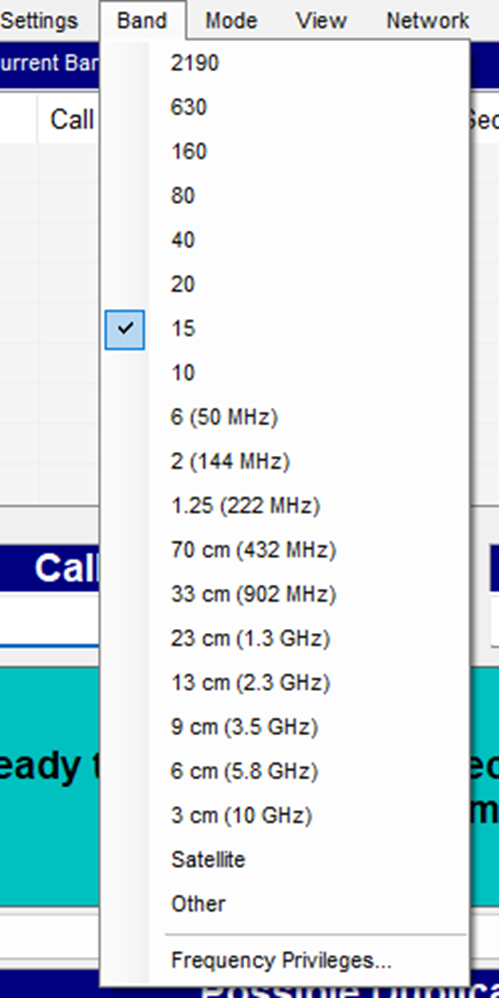 Settings Band Mode View Network
2190
630
Call
160
80
40
20
15
10
6 (50 MHz)
2 (144 MHz)
1.25 (222 MHz)
70 cm (432 MHz)
33 cm (902 MHz)
23 cm (1.3 GHz)
13 cm (2.3 GHz)
9 cm (3.5 GHz)
6 cm (5.8 GHz)
3 cm (10 GHz)
Satellite
Other
Frequency Privileges...